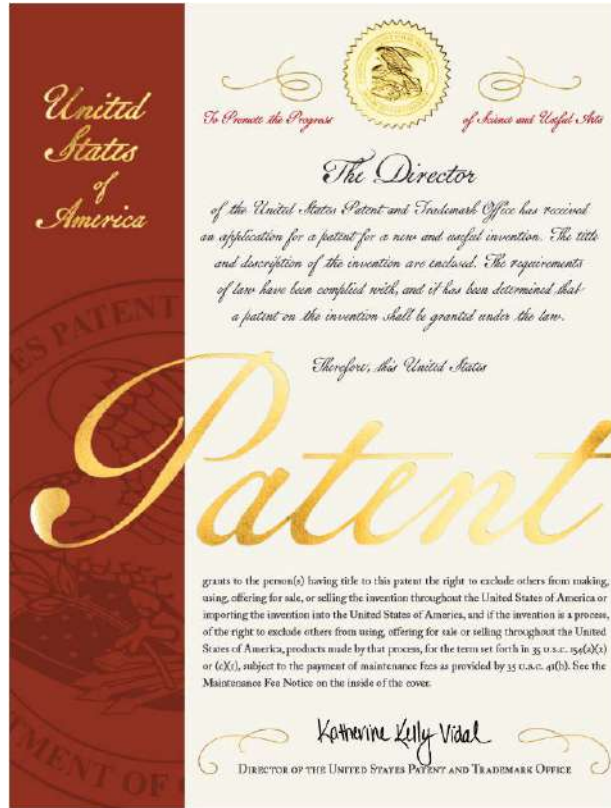 United
States
of
America
To Promote the Progress
of Science and Useful Arts
The Director
of the United States Patent and Trademark Office has received
an application for a patent for a new and useful invention. The title
and description of the invention are enclosed. The requirements
of law have been complied with, and it has been determined that
a patent on the invention shall be granted under the law.
Therefore, this United States
Patent
grants to the person(s) having title to this patent the right to exclude others from making,
using, offering for sale, or selling the invention throughout the United States of America or
importing the invention into the United States of America, and if the invention is a process,
of the right to exclude others from using, offering for sale or selling throughout the United
States of America, products made by that process, for the term set forth in 35 U.S.C. 154(a)(2)
or (c)(1), subject to the payment of maintenance fees as provided by 35 U.S.C. 41(b). See the
Maintenance Fee Notice on the inside of the cover.
Katherine Kelly Vidal
DIRECTOR OF THE UNITED STATES PATENT AND TRADEMARK OFFICE
ES PATENT
TMENT OF